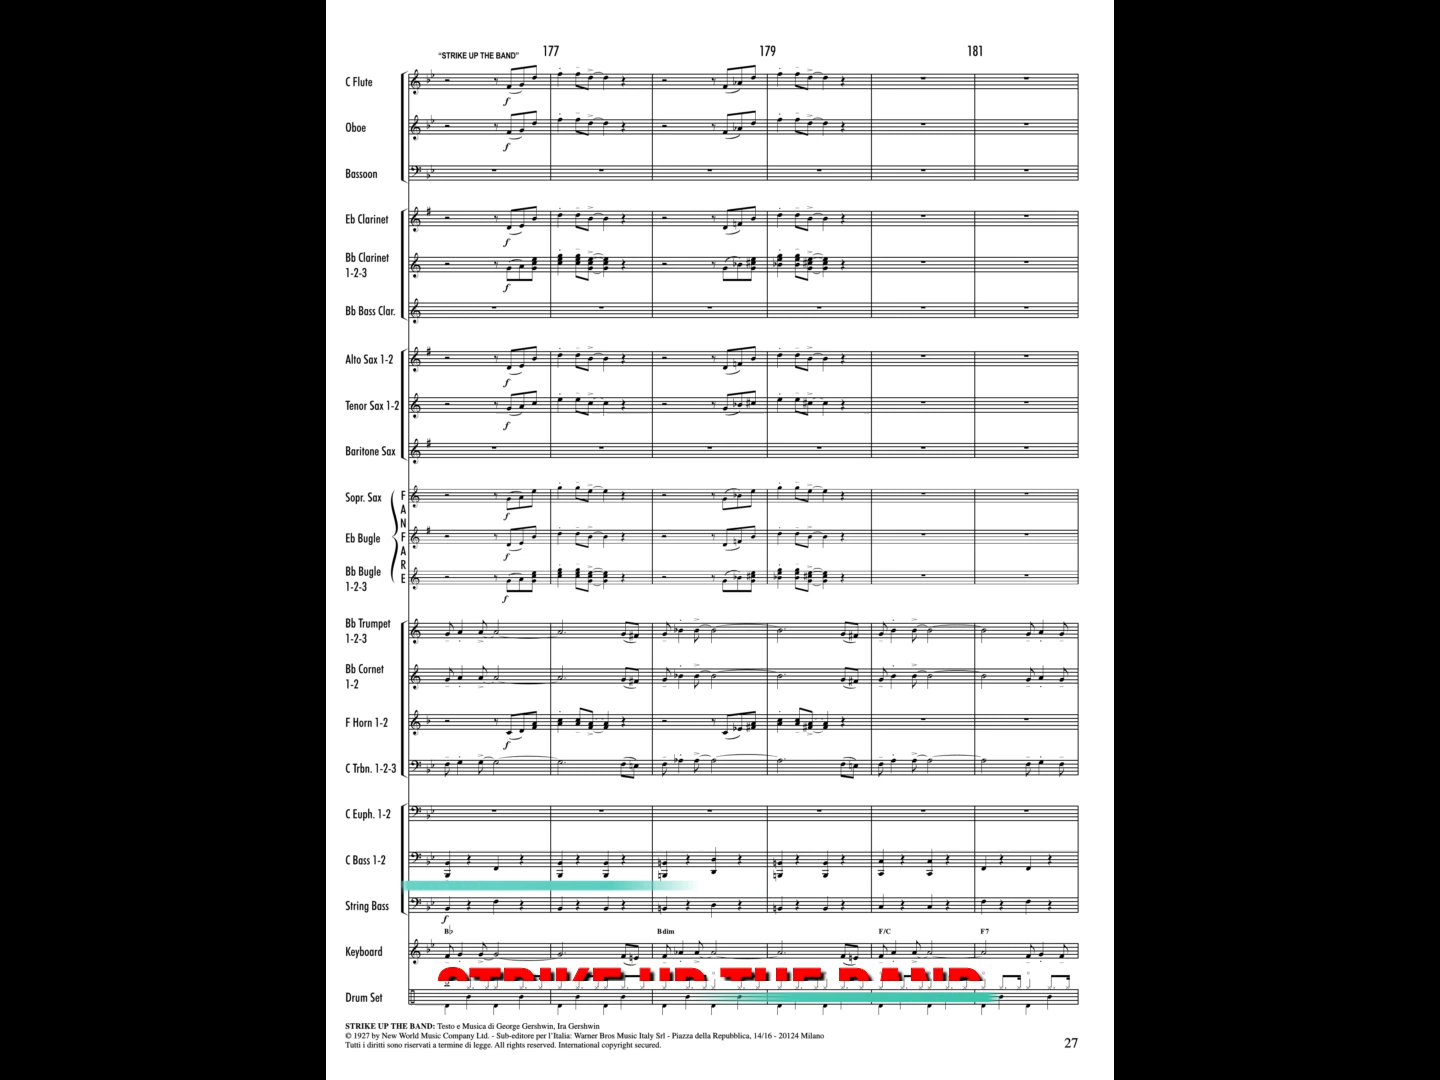 "STRIKE UP THE BAND" 177 179 181
C Flute
f
Oboe
f
Bassoon
Eb Clarinet
f
Bb Clarinet
1-2-3
f
Bb Bass Clar.
Alto Sax 1-2
f
Tenor Sax 1-2
f
Baritone Sax
Sopr. Sax
f
Eb Bugle
f
Bb Bugle
1-2-3
f
FANFARE
Bb Trumpet
1-2-3
Bb Cornet
1-2
F Horn 1-2
f
C Trbn. 1-2-3
C Euph. 1-2
C Bass 1-2
String Bass
f
B♭ Bdim F/C F7
Keyboard
STRIKE UP THE BAND
Drum Set
STRIKE UP THE BAND: Testo e Musica di George Gershwin, Ira Gershwin
© 1927 by New World Music Company Ltd. - Sub-editore per l'Italia: Warner Bros Music Italy Srl - Piazza della Repubblica, 14/16 - 20124 Milano
Tutti i diritti sono riservati a termine di legge. All rights reserved. International copyright secured.
27